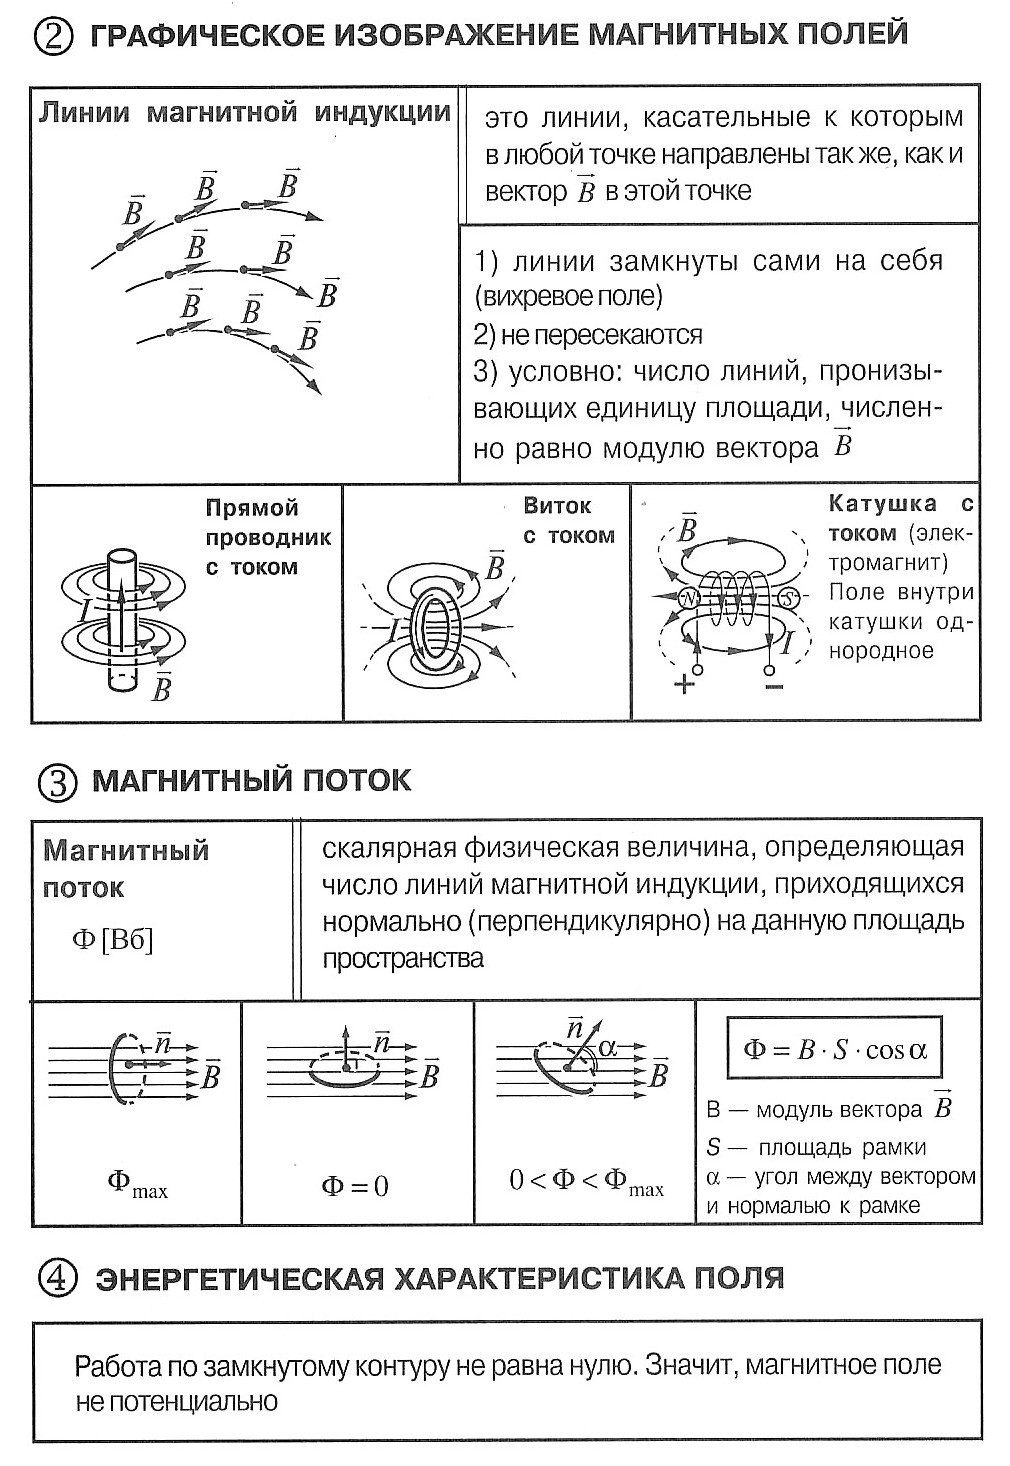 ② ГРАФИЧЕСКОЕ ИЗОБРАЖЕНИЕ МАГНИТНЫХ ПОЛЕЙ
Линии магнитной индукции
B B B
B B B
B B B
это линии, касательные к которым
в любой точке направлены так же, как и
вектор B в этой точке
1) линии замкнуты сами на себя
(вихревое поле)
2) не пересекаются
3) условно: число линий, пронизы-
вающих единицу площади, числен-
но равно модулю вектора B
Прямой
проводник
с током
I
B
Виток
с током
B
I
Катушка с
током (элек-
тромагнит)
Поле внутри
катушки од-
нородное
B
N S
I
+ −
③ МАГНИТНЫЙ ПОТОК
Магнитный
поток
Φ [Вб]
скалярная физическая величина, определяющая
число линий магнитной индукции, приходящихся
нормально (перпендикулярно) на данную площадь
пространства
n
B
Φmax
n
B
Φ = 0
n
α
B
0 < Φ < Φmax
Φ = B · S · cos α
B — модуль вектора B
S — площадь рамки
α — угол между вектором
и нормалью к рамке
④ ЭНЕРГЕТИЧЕСКАЯ ХАРАКТЕРИСТИКА ПОЛЯ
Работа по замкнутому контуру не равна нулю. Значит, магнитное поле
не потенциально